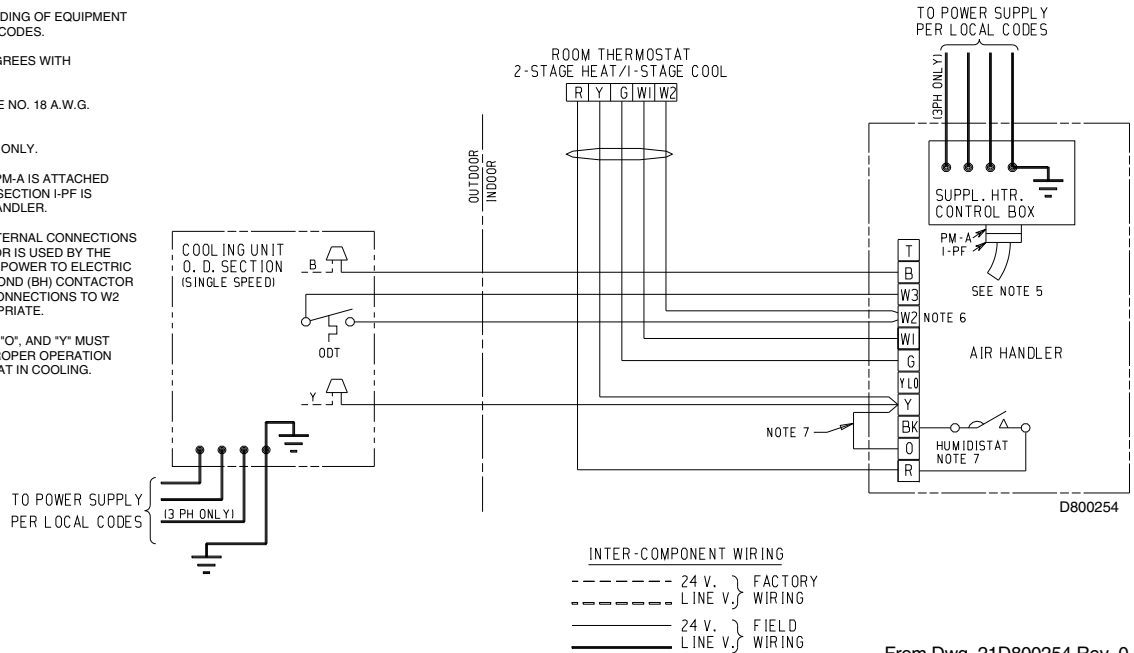 DING OF EQUIPMENT
CODES.
GREES WITH
E NO. 18 A.W.G.
ONLY.
PM-A IS ATTACHED
SECTION I-PF IS
ANDLER.
TERNAL CONNECTIONS
OR IS USED BY THE
POWER TO ELECTRIC
OND (BH) CONTACTOR
ONNECTIONS TO W2
PRIATE.
"O", AND "Y" MUST
ROPER OPERATION
AT IN COOLING.
ROOM THERMOSTAT
2-STAGE HEAT/1-STAGE COOL
R Y G W1 W2
OUTDOOR
INDOOR
TO POWER SUPPLY
PER LOCAL CODES
(3PH ONLY)
SUPPL. HTR.
CONTROL BOX
PM-A
I-PF
SEE NOTE 5
COOLING UNIT
O. D. SECTION
(SINGLE SPEED)
B
ODT
Y
T
B
W3
W2 NOTE 6
W1
G
YLO
Y
BK
O
R
AIR HANDLER
NOTE 7
HUMIDISTAT
NOTE 7
D800254
TO POWER SUPPLY
PER LOCAL CODES
(3 PH ONLY)
INTER-COMPONENT WIRING
24 V. FACTORY
LINE V. WIRING
24 V. FIELD
LINE V. WIRING
From Dwg. 21D800254 Rev. 0